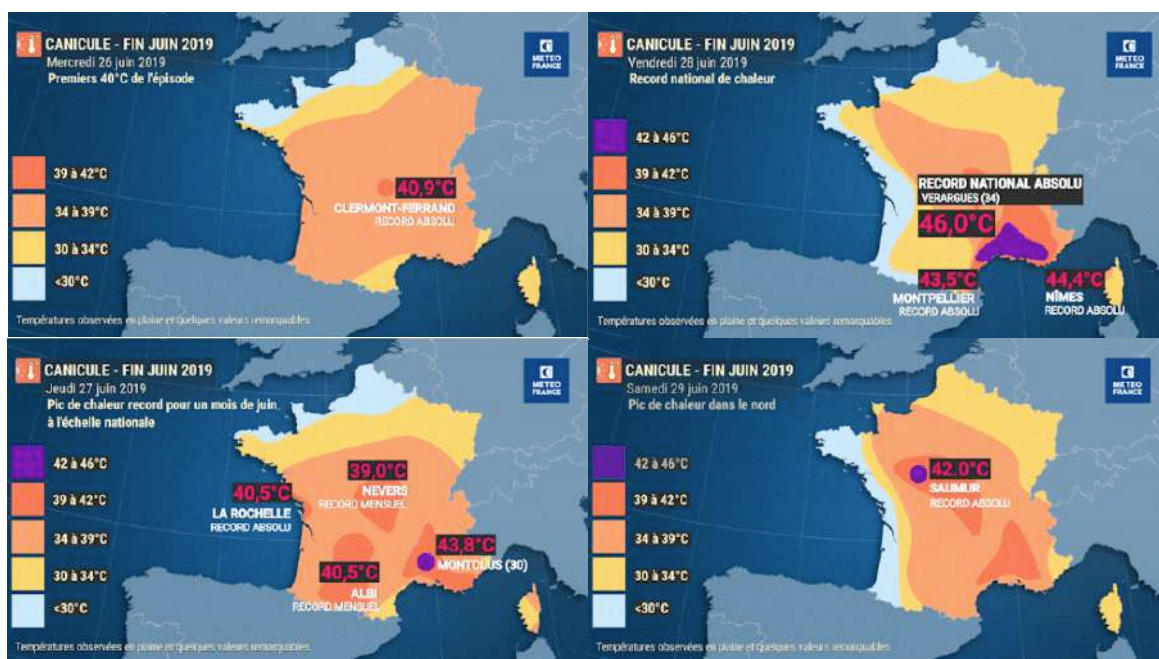 CANICULE - FIN JUIN 2019
Mercredi 26 juin 2019
Premiers 40°C de l'épisode
METEO
FRANCE
39 à 42°C
34 à 39°C
30 à 34°C
<30°C
40,9°C
CLERMONT-FERRAND
RECORD ABSOLU
Températures observées en plaine et quelques valeurs remarquables
CANICULE - FIN JUIN 2019
Vendredi 28 juin 2019
Record national de chaleur
METEO
FRANCE
42 à 46°C
39 à 42°C
34 à 39°C
30 à 34°C
<30°C
RECORD NATIONAL ABSOLU
VERARGUES (34)
46,0°C
43,5°C
MONTPELLIER
RECORD ABSOLU
44,4°C
NÎMES
RECORD ABSOLU
Températures observées en plaine et quelques valeurs remarquables
CANICULE - FIN JUIN 2019
Jeudi 27 juin 2019
Pic de chaleur record pour un mois de juin
à l'échelle nationale
METEO
FRANCE
42 à 46°C
39 à 42°C
34 à 39°C
30 à 34°C
<30°C
39,0°C
NEVERS
RECORD MENSUEL
40,5°C
LA ROCHELLE
RECORD ABSOLU
43,8°C
MONTCLUS (30)
40,5°C
ALBI
RECORD MENSUEL
Températures observées en plaine et quelques valeurs remarquables
CANICULE - FIN JUIN 2019
Samedi 29 juin 2019
Pic de chaleur dans le nord
METEO
FRANCE
42 à 46°C
39 à 42°C
34 à 39°C
30 à 34°C
<30°C
42.0°C
SAUMUR
RECORD ABSOLU
Températures observées en plaine et quelques valeurs remarquables